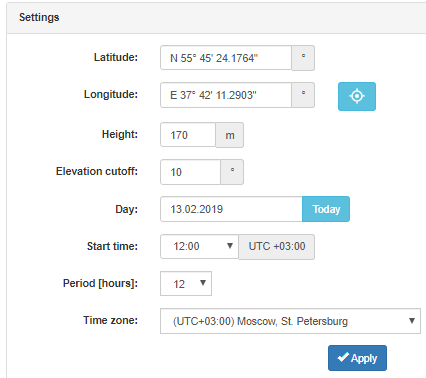 Settings
Latitude: N 55° 45' 24.1764" °
Longitude: E 37° 42' 11.2903" °
Height: 170 m
Elevation cutoff: 10 °
Day: 13.02.2019 Today
Start time: 12:00 UTC +03:00
Period [hours]: 12
Time zone: (UTC+03:00) Moscow, St. Petersburg
Apply